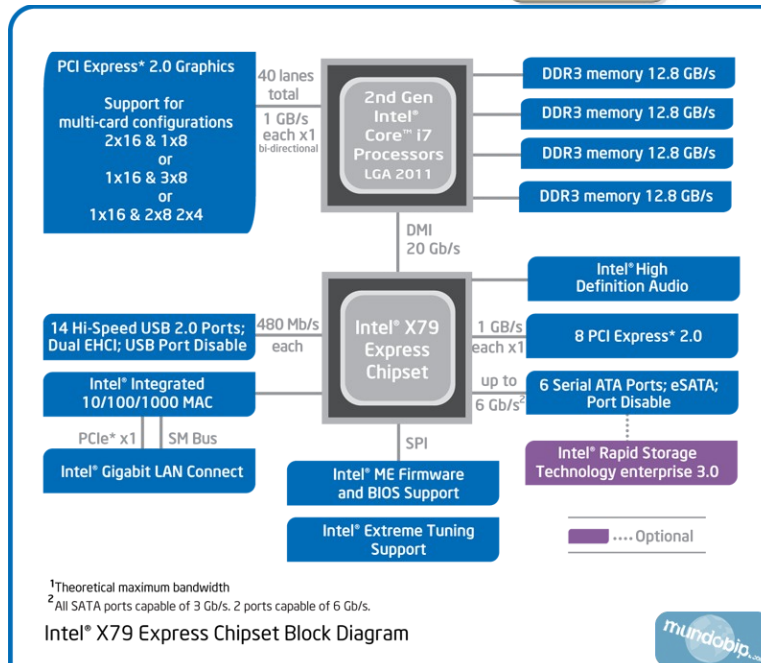 PCI Express* 2.0 Graphics
Support for
multi-card configurations
2x16 & 1x8
or
1x16 & 3x8
or
1x16 & 2x8 2x4
40 lanes
total
1 GB/s
each x1
bi-directional
2nd Gen
Intel®
Core™ i7
Processors
LGA 2011
DDR3 memory 12.8 GB/s
DDR3 memory 12.8 GB/s
DDR3 memory 12.8 GB/s
DDR3 memory 12.8 GB/s
DMI
20 Gb/s
Intel® High
Definition Audio
14 Hi-Speed USB 2.0 Ports;
Dual EHCI; USB Port Disable
480 Mb/s
each
Intel® X79
Express
Chipset
1 GB/s
each x1
8 PCI Express* 2.0
Intel® Integrated
10/100/1000 MAC
up to
6 Gb/s²
6 Serial ATA Ports; eSATA;
Port Disable
PCIe* x1
SM Bus
SPI
Intel® Gigabit LAN Connect
Intel® ME Firmware
and BIOS Support
Intel® Rapid Storage
Technology enterprise 3.0
Intel® Extreme Tuning
Support
Optional
¹Theoretical maximum bandwidth
²All SATA ports capable of 3 Gb/s. 2 ports capable of 6 Gb/s.
Intel® X79 Express Chipset Block Diagram
mundobip